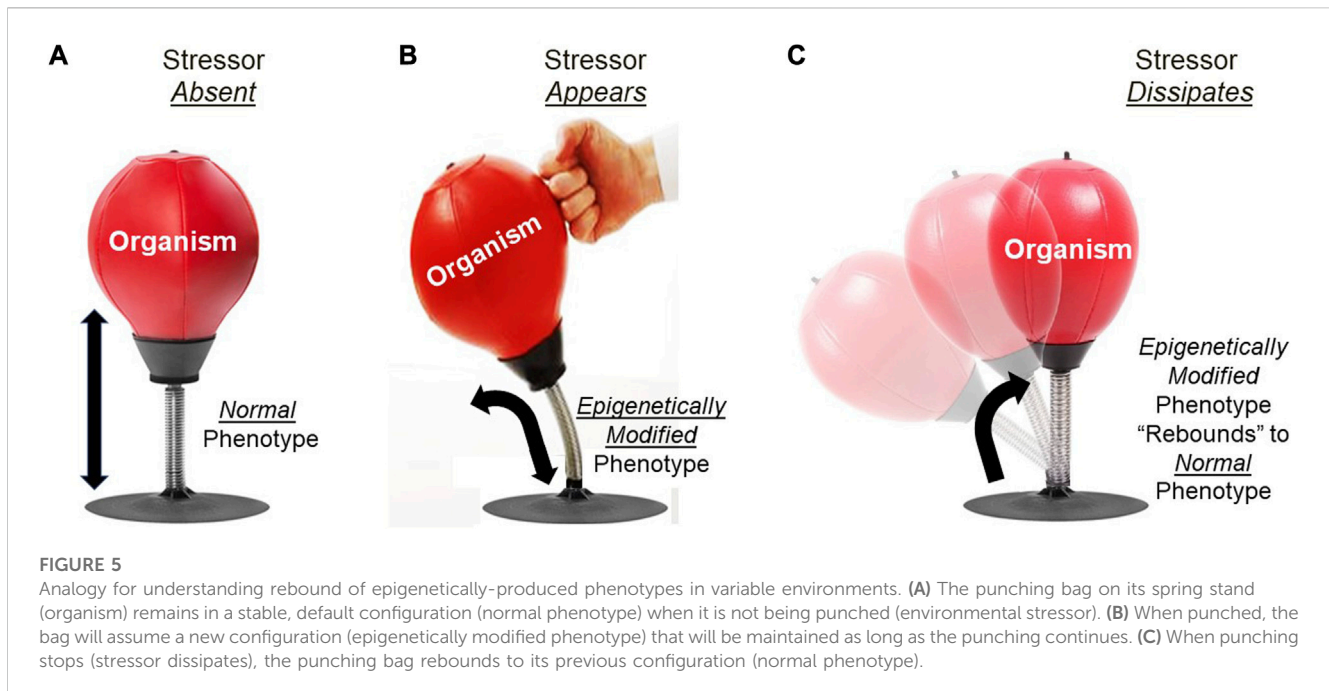 A
Stressor
Absent
Organism
Normal
Phenotype
B
Stressor
Appears
Organism
Epigenetically
Modified
Phenotype
C
Stressor
Dissipates
Organism
Epigenetically
Modified
Phenotype
“Rebounds” to
Normal
Phenotype
FIGURE 5
Analogy for understanding rebound of epigenetically-produced phenotypes in variable environments. (A) The punching bag on its spring stand
(organism) remains in a stable, default configuration (normal phenotype) when it is not being punched (environmental stressor). (B) When punched, the
bag will assume a new configuration (epigenetically modified phenotype) that will be maintained as long as the punching continues. (C) When punching
stops (stressor dissipates), the punching bag rebounds to its previous configuration (normal phenotype).